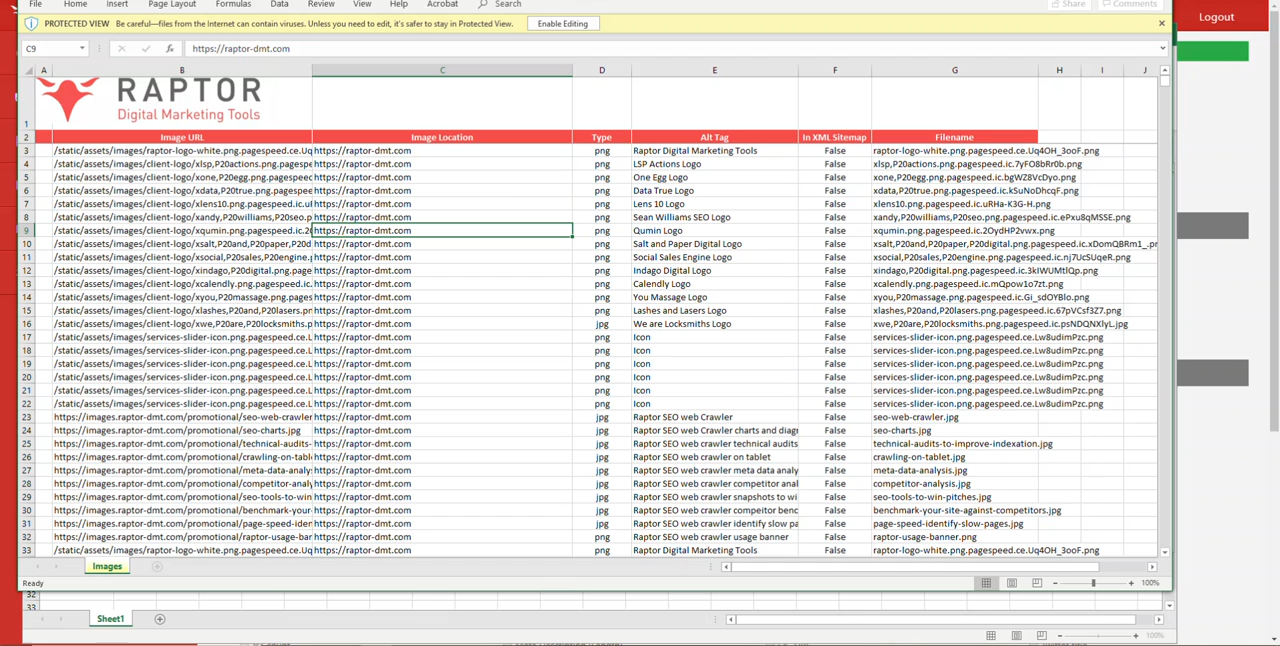 File Home Insert Page Layout Formulas Data Review View Help Acrobat Search Share Comments
Logout
PROTECTED VIEW Be careful—files from the Internet can contain viruses. Unless you need to edit, it's safer to stay in Protected View. Enable Editing
C9 fx https://raptor-dmt.com
A B C D E F G H I J
RAPTOR
Digital Marketing Tools
1
2 Image URL Image Location Type Alt Tag In XML Sitemap Filename
3 /static/assets/images/raptor-logo-white.png.pagespeed.ce.Uq https://raptor-dmt.com png Raptor Digital Marketing Tools False raptor-logo-white.png.pagespeed.ce.Uq4OH_3ooF.png
4 /static/assets/images/client-logo/xlsp,P20actions.png.pagespe https://raptor-dmt.com png LSP Actions Logo False xlsp,P20actions.png.pagespeed.ic.7yFO8bRr0b.png
5 /static/assets/images/client-logo/xone,P20egg.png.pagespeed. https://raptor-dmt.com png One Egg Logo False xone,P20egg.png.pagespeed.ic.bgWZ8VcDyo.png
6 /static/assets/images/client-logo/xdata,P20true.png.pagespeed https://raptor-dmt.com png Data True Logo False xdata,P20true.png.pagespeed.ic.kSuNoDhcqF.png
7 /static/assets/images/client-logo/xlens10.png.pagespeed.ic.ul https://raptor-dmt.com png Lens 10 Logo False xlens10.png.pagespeed.ic.uRHa-K3G-H.png
8 /static/assets/images/client-logo/xandy,P20williams,P20seo.p https://raptor-dmt.com png Sean Williams SEO Logo False xandy,P20williams,P20seo.png.pagespeed.ic.ePxu8qMSSE.png
9 /static/assets/images/client-logo/xqumin.png.pagespeed.ic.2 https://raptor-dmt.com png Qumin Logo False xqumin.png.pagespeed.ic.2OydHP2vwx.png
10 /static/assets/images/client-logo/xsalt,P20and,P20paper,P20d https://raptor-dmt.com png Salt and Paper Digital Logo False xsalt,P20and,P20paper,P20digital.png.pagespeed.ic.xDomQBRm1_.pr
11 /static/assets/images/client-logo/xsocial,P20sales,P20engine. https://raptor-dmt.com png Social Sales Engine Logo False xsocial,P20sales,P20engine.png.pagespeed.ic.nj7UcSUqeR.png
12 /static/assets/images/client-logo/xindago,P20digital.png.page https://raptor-dmt.com png Indago Digital Logo False xindago,P20digital.png.pagespeed.ic.3kIWUMtlQp.png
13 /static/assets/images/client-logo/xcalendly.png.pagespeed.ic. https://raptor-dmt.com png Calendly Logo False xcalendly.png.pagespeed.ic.mQpow1o7zt.png
14 /static/assets/images/client-logo/xyou,P20massage.png.pages https://raptor-dmt.com png You Massage Logo False xyou,P20massage.png.pagespeed.ic.Gi_sdOYBlo.png
15 /static/assets/images/client-logo/xlashes,P20and,P20lasers.pn https://raptor-dmt.com png Lashes and Lasers Logo False xlashes,P20and,P20lasers.png.pagespeed.ic.67pVCsf3Z7.png
16 /static/assets/images/client-logo/xwe,P20are,P20locksmiths.p https://raptor-dmt.com jpg We are Locksmiths Logo False xwe,P20are,P20locksmiths.png.pagespeed.ic.psNDQNXlyL.jpg
17 /static/assets/images/services-slider-icon.png.pagespeed.ce.L https://raptor-dmt.com png Icon False services-slider-icon.png.pagespeed.ce.Lw8udimPzc.png
18 /static/assets/images/services-slider-icon.png.pagespeed.ce.L https://raptor-dmt.com png Icon False services-slider-icon.png.pagespeed.ce.Lw8udimPzc.png
19 /static/assets/images/services-slider-icon.png.pagespeed.ce.L https://raptor-dmt.com png Icon False services-slider-icon.png.pagespeed.ce.Lw8udimPzc.png
20 /static/assets/images/services-slider-icon.png.pagespeed.ce.L https://raptor-dmt.com png Icon False services-slider-icon.png.pagespeed.ce.Lw8udimPzc.png
21 /static/assets/images/services-slider-icon.png.pagespeed.ce.L https://raptor-dmt.com png Icon False services-slider-icon.png.pagespeed.ce.Lw8udimPzc.png
22 /static/assets/images/services-slider-icon.png.pagespeed.ce.L https://raptor-dmt.com png Icon False services-slider-icon.png.pagespeed.ce.Lw8udimPzc.png
23 https://images.raptor-dmt.com/promotional/seo-web-crawler https://raptor-dmt.com jpg Raptor SEO web Crawler False seo-web-crawler.jpg
24 https://images.raptor-dmt.com/promotional/seo-charts.jpg https://raptor-dmt.com jpg Raptor SEO web Crawler charts and diag False seo-charts.jpg
25 https://images.raptor-dmt.com/promotional/technical-audits- https://raptor-dmt.com jpg Raptor SEO web crawler technical audits False technical-audits-to-improve-indexation.jpg
26 https://images.raptor-dmt.com/promotional/crawling-on-tabl https://raptor-dmt.com jpg Raptor SEO web crawler on tablet False crawling-on-tablet.jpg
27 https://images.raptor-dmt.com/promotional/meta-data-analy https://raptor-dmt.com jpg Raptor SEO web crawler meta data analy False meta-data-analysis.jpg
28 https://images.raptor-dmt.com/promotional/competitor-analy https://raptor-dmt.com jpg Raptor SEO web crawler competitor anal False competitor-analysis.jpg
29 https://images.raptor-dmt.com/promotional/seo-tools-to-win https://raptor-dmt.com jpg Raptor SEO web crawler snapshots to wi False seo-tools-to-win-pitches.jpg
30 https://images.raptor-dmt.com/promotional/benchmark-your https://raptor-dmt.com jpg Raptor SEO web crawler compeitor benc False benchmark-your-site-against-competitors.jpg
31 https://images.raptor-dmt.com/promotional/page-speed-iden https://raptor-dmt.com jpg Raptor SEO web crawler identify slow pa False page-speed-identify-slow-pages.jpg
32 https://images.raptor-dmt.com/promotional/raptor-usage-bar https://raptor-dmt.com png Raptor SEO web crawler usage banner False raptor-usage-banner.png
33 /static/assets/images/raptor-logo-white.png.pagespeed.ce.Uq https://raptor-dmt.com png Raptor Digital Marketing Tools False raptor-logo-white.png.pagespeed.ce.Uq4OH_3ooF.png
Images
Ready 100%
32
33
Sheet1
100%